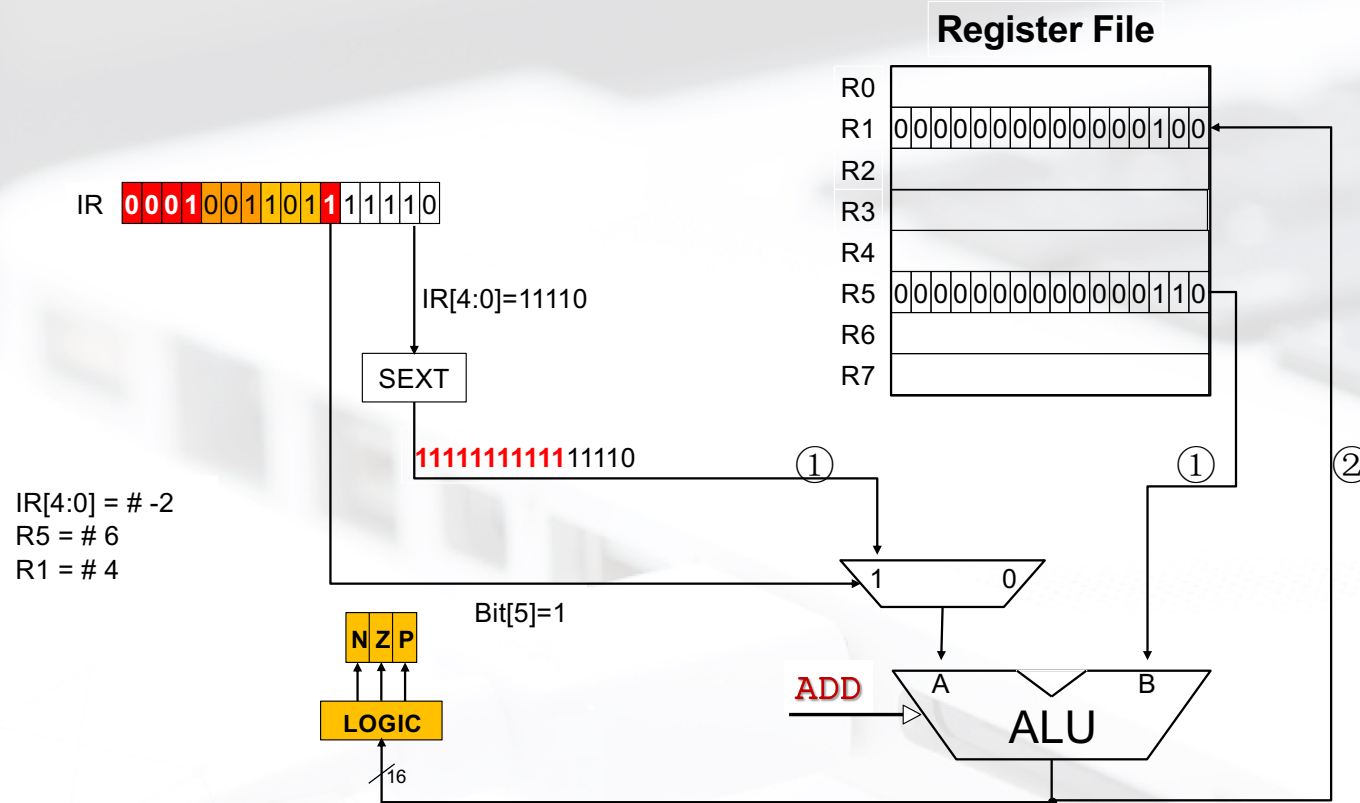 Register File
R0
R1 0000000000000100
R2
R3
R4
R5 0000000000000110
R6
R7
IR 0001001101111110
IR[4:0]=11110
SEXT
1111111111111110
①
①
②
IR[4:0] = # -2
R5 = # 6
R1 = # 4
1 0
Bit[5]=1
N Z P
LOGIC
16
ADD
A B
ALU